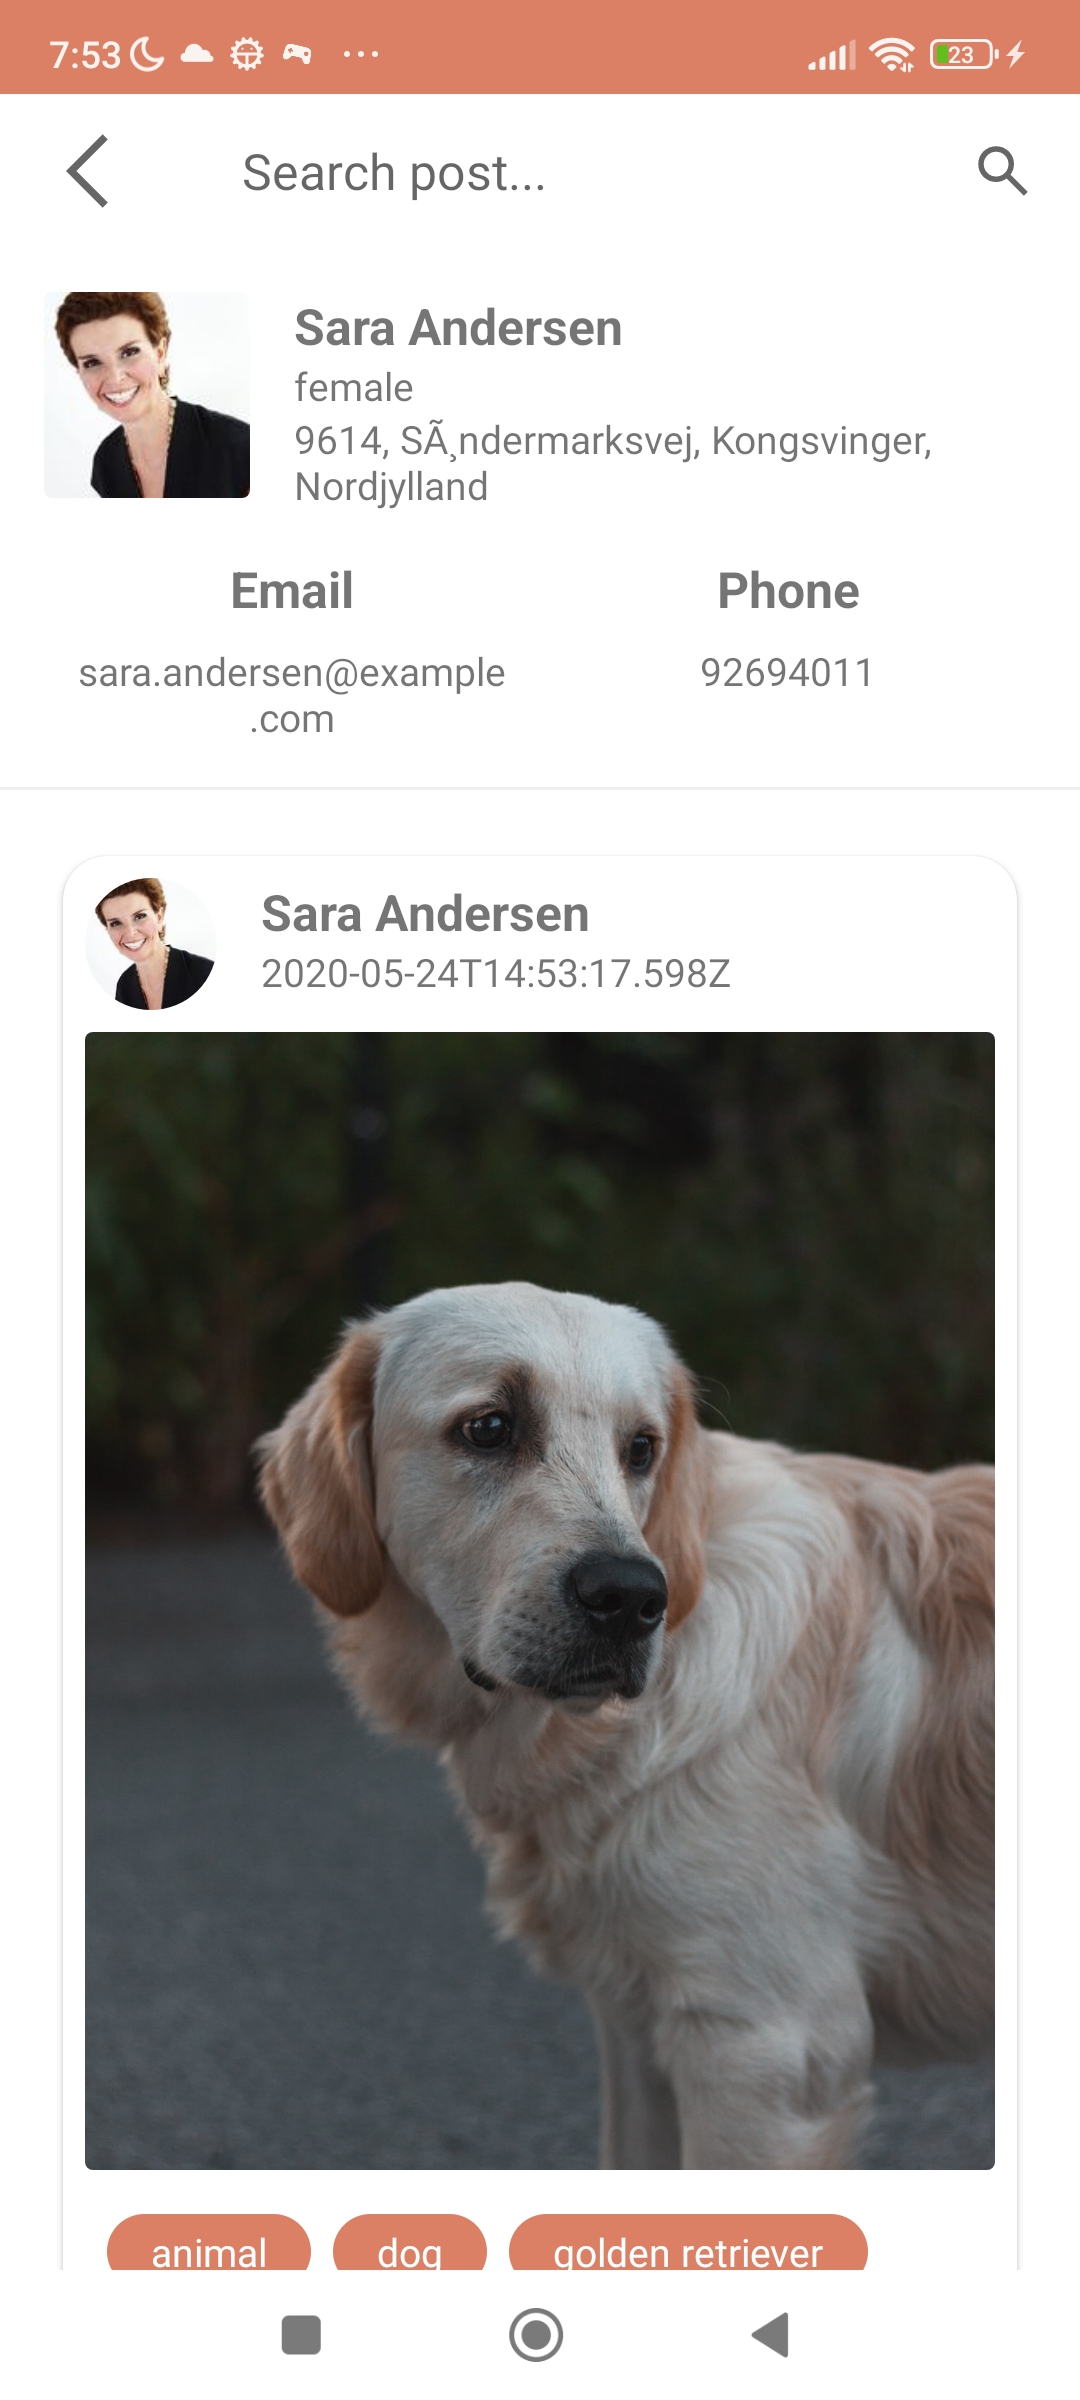 7:53
23
Search post...
Sara Andersen
female
9614, SÃ¸ndermarksvej, Kongsvinger,
Nordjylland
Email
Phone
sara.andersen@example
.com
92694011
Sara Andersen
2020-05-24T14:53:17.598Z
animal
dog
golden retriever